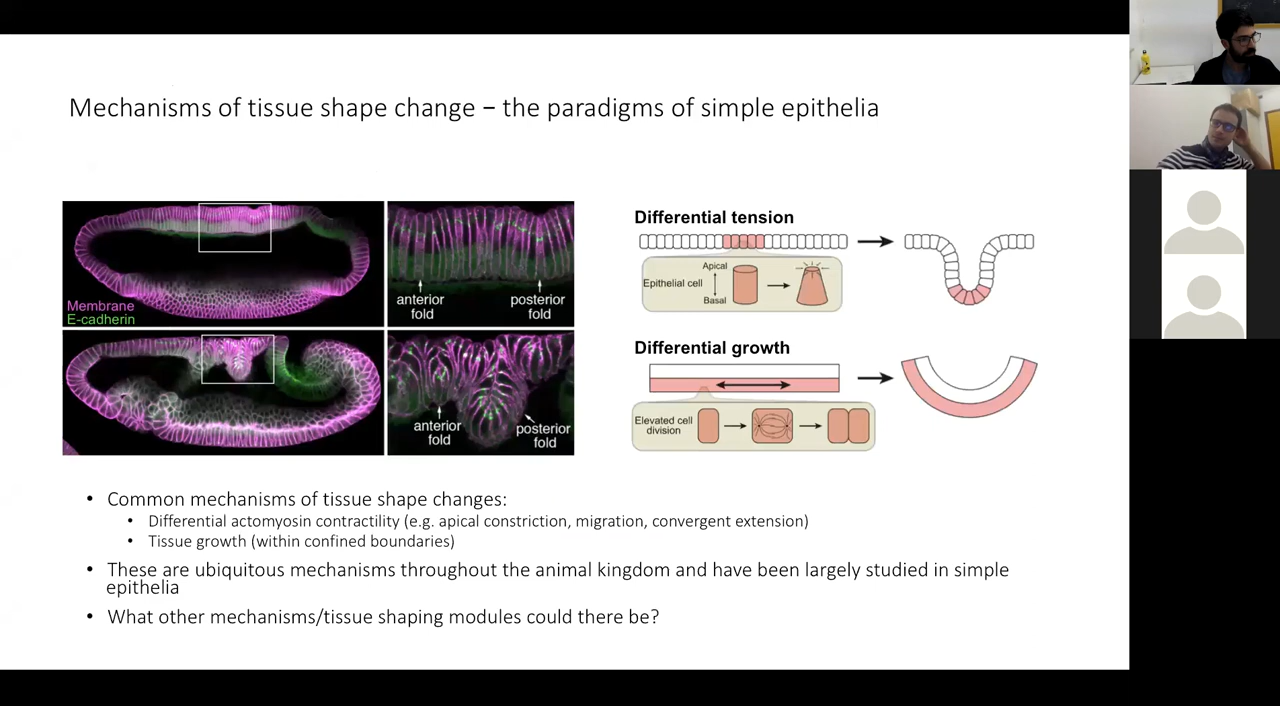 Mechanisms of tissue shape change – the paradigms of simple epithelia
Membrane
E-cadherin
anterior fold
posterior fold
anterior fold
posterior fold
Differential tension
Epithelial cell
Apical
Basal
Differential growth
Elevated cell division
• Common mechanisms of tissue shape changes:
• Differential actomyosin contractility (e.g. apical constriction, migration, convergent extension)
• Tissue growth (within confined boundaries)
• These are ubiquitous mechanisms throughout the animal kingdom and have been largely studied in simple
epithelia
• What other mechanisms/tissue shaping modules could there be?